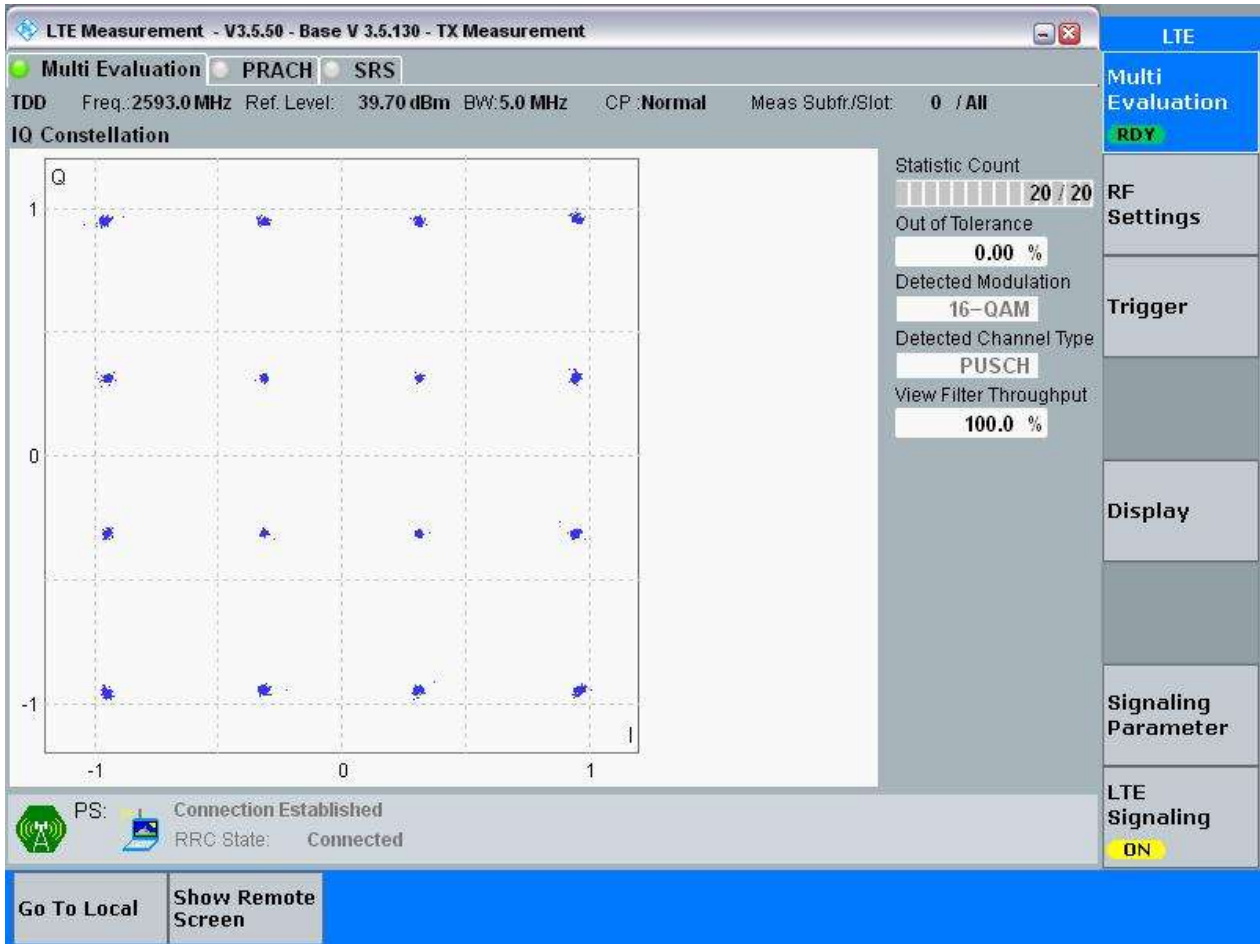 LTE Measurement - V3.5.50 - Base V 3.5.130 - TX Measurement
LTE
Multi Evaluation PRACH SRS
Multi
Evaluation
RDY
TDD Freq.:2593.0 MHz Ref. Level: 39.70 dBm BW:5.0 MHz CP :Normal Meas Subfr./Slot: 0 / All
IQ Constellation
Q
1
0
-1
-1 0 1
I
Statistic Count
20 / 20
Out of Tolerance
0.00 %
Detected Modulation
16-QAM
Detected Channel Type
PUSCH
View Filter Throughput
100.0 %
RF
Settings
Trigger
Display
Signaling
Parameter
LTE
Signaling
ON
PS: Connection Established
RRC State: Connected
Go To Local
Show Remote
Screen